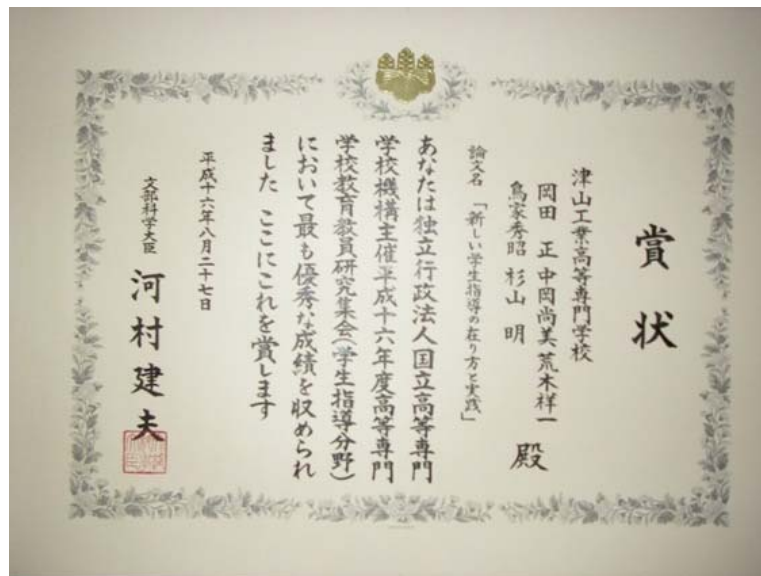 賞状
津山工業高等専門学校
岡田 正 中岡尚美 荒木祥一
鳥家秀昭 杉山 明 殿
論文名 「新しい学生指導の在り方と実践」
あなたは独立行政法人国立高等専門
学校機構主催平成十六年度高等専門
学校教育教員研究集会(学生指導分野)
において最も優秀な成績を収められ
ました ここにこれを賞します
平成十六年八月二十七日
文部科学大臣 河村建夫